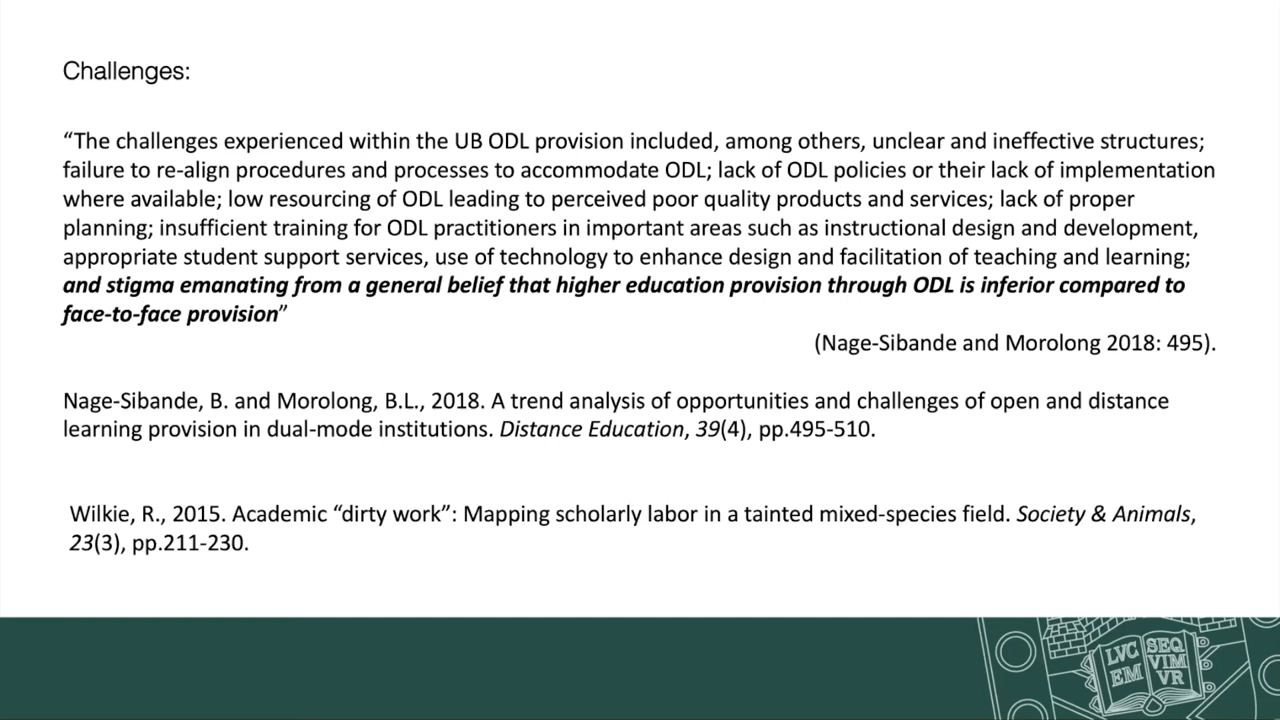 Challenges:
“The challenges experienced within the UB ODL provision included, among others, unclear and ineffective structures;
failure to re-align procedures and processes to accommodate ODL; lack of ODL policies or their lack of implementation
where available; low resourcing of ODL leading to perceived poor quality products and services; lack of proper
planning; insufficient training for ODL practitioners in important areas such as instructional design and development,
appropriate student support services, use of technology to enhance design and facilitation of teaching and learning;
and stigma emanating from a general belief that higher education provision through ODL is inferior compared to
face-to-face provision”
(Nage-Sibande and Morolong 2018: 495).
Nage-Sibande, B. and Morolong, B.L., 2018. A trend analysis of opportunities and challenges of open and distance
learning provision in dual-mode institutions. Distance Education, 39(4), pp.495-510.
Wilkie, R., 2015. Academic “dirty work”: Mapping scholarly labor in a tainted mixed-species field. Society & Animals,
23(3), pp.211-230.
LVC
EM
SEQ
VIM
VR